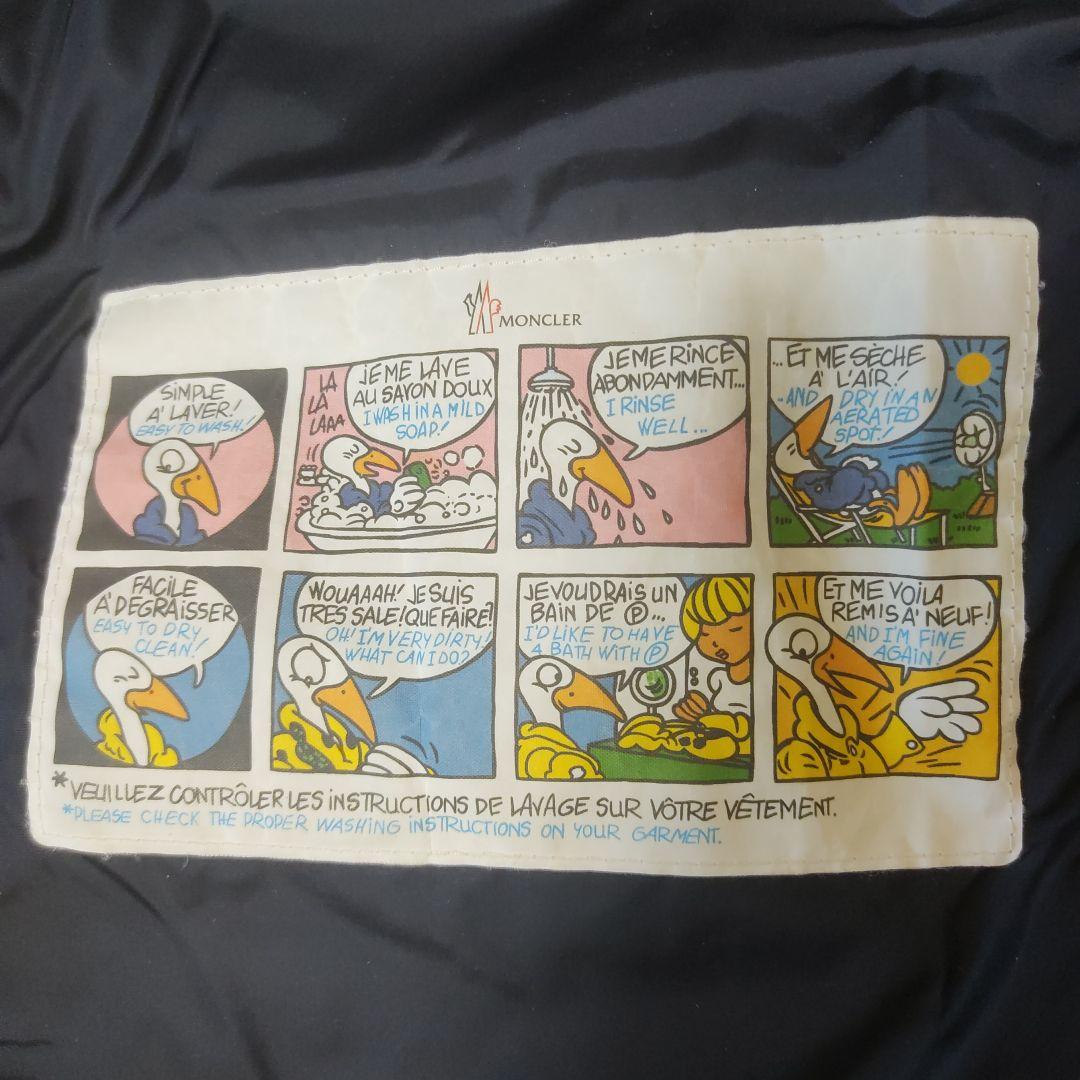 MONCLER
SIMPLE
A' LAVER!
EASY TO WASH!
LA
LA
LAAA
JE ME LAVE
AU SAVON DOUX
I WASH IN A MILD
SOAP!
JE ME RINCE
ABONDAMMENT...
I RINSE
WELL...
...ET ME SÈCHE
A' L'AIR!
...AND DRY IN AN
AERATED
SPOT!
FACILE
A' DEGRAISSER
EASY TO DRY
CLEAN!
WOUAAAH! JE SUIS
TRES SALE! QUE FAIRE?
OH! I'M VERY DIRTY!
WHAT CAN I DO?
JE VOUDRAIS UN
BAIN DE Ⓟ...
I'D LIKE TO HAVE
A BATH WITH Ⓟ
ET ME VOILA
REMIS A' NEUF!
AND I'M FINE
AGAIN!
*VEUILLEZ CONTRÔLER LES INSTRUCTIONS DE LAVAGE SUR VÔTRE VÊTEMENT.
*PLEASE CHECK THE PROPER WASHING INSTRUCTIONS ON YOUR GARMENT.